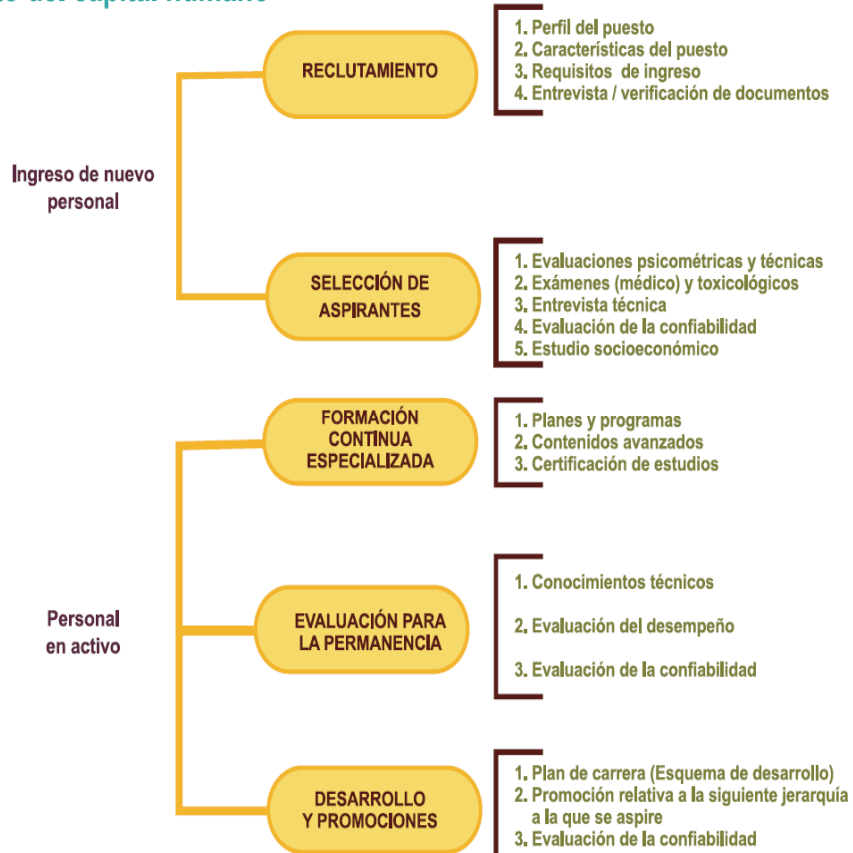 del capital humano
Ingreso de nuevo
personal
RECLUTAMIENTO
1. Perfil del puesto
2. Características del puesto
3. Requisitos de ingreso
4. Entrevista / verificación de documentos
SELECCIÓN DE
ASPIRANTES
1. Evaluaciones psicométricas y técnicas
2. Exámenes (médico) y toxicológicos
3. Entrevista técnica
4. Evaluación de la confiabilidad
5. Estudio socioeconómico
Personal
en activo
FORMACIÓN
CONTINUA
ESPECIALIZADA
1. Planes y programas
2. Contenidos avanzados
3. Certificación de estudios
EVALUACIÓN PARA
LA PERMANENCIA
1. Conocimientos técnicos
2. Evaluación del desempeño
3. Evaluación de la confiabilidad
DESARROLLO
Y PROMOCIONES
1. Plan de carrera (Esquema de desarrollo)
2. Promoción relativa a la siguiente jerarquía
a la que se aspire
3. Evaluación de la confiabilidad